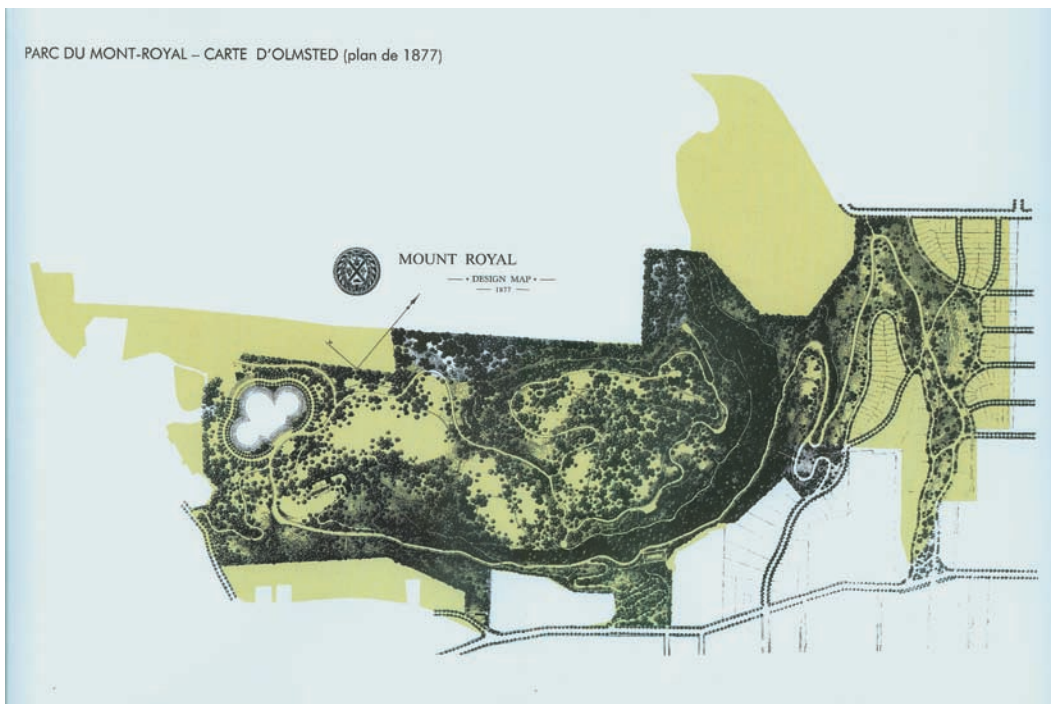 PARC DU MONT-ROYAL – CARTE D'OLMSTED (plan de 1877)
MOUNT ROYAL
DESIGN MAP
1877